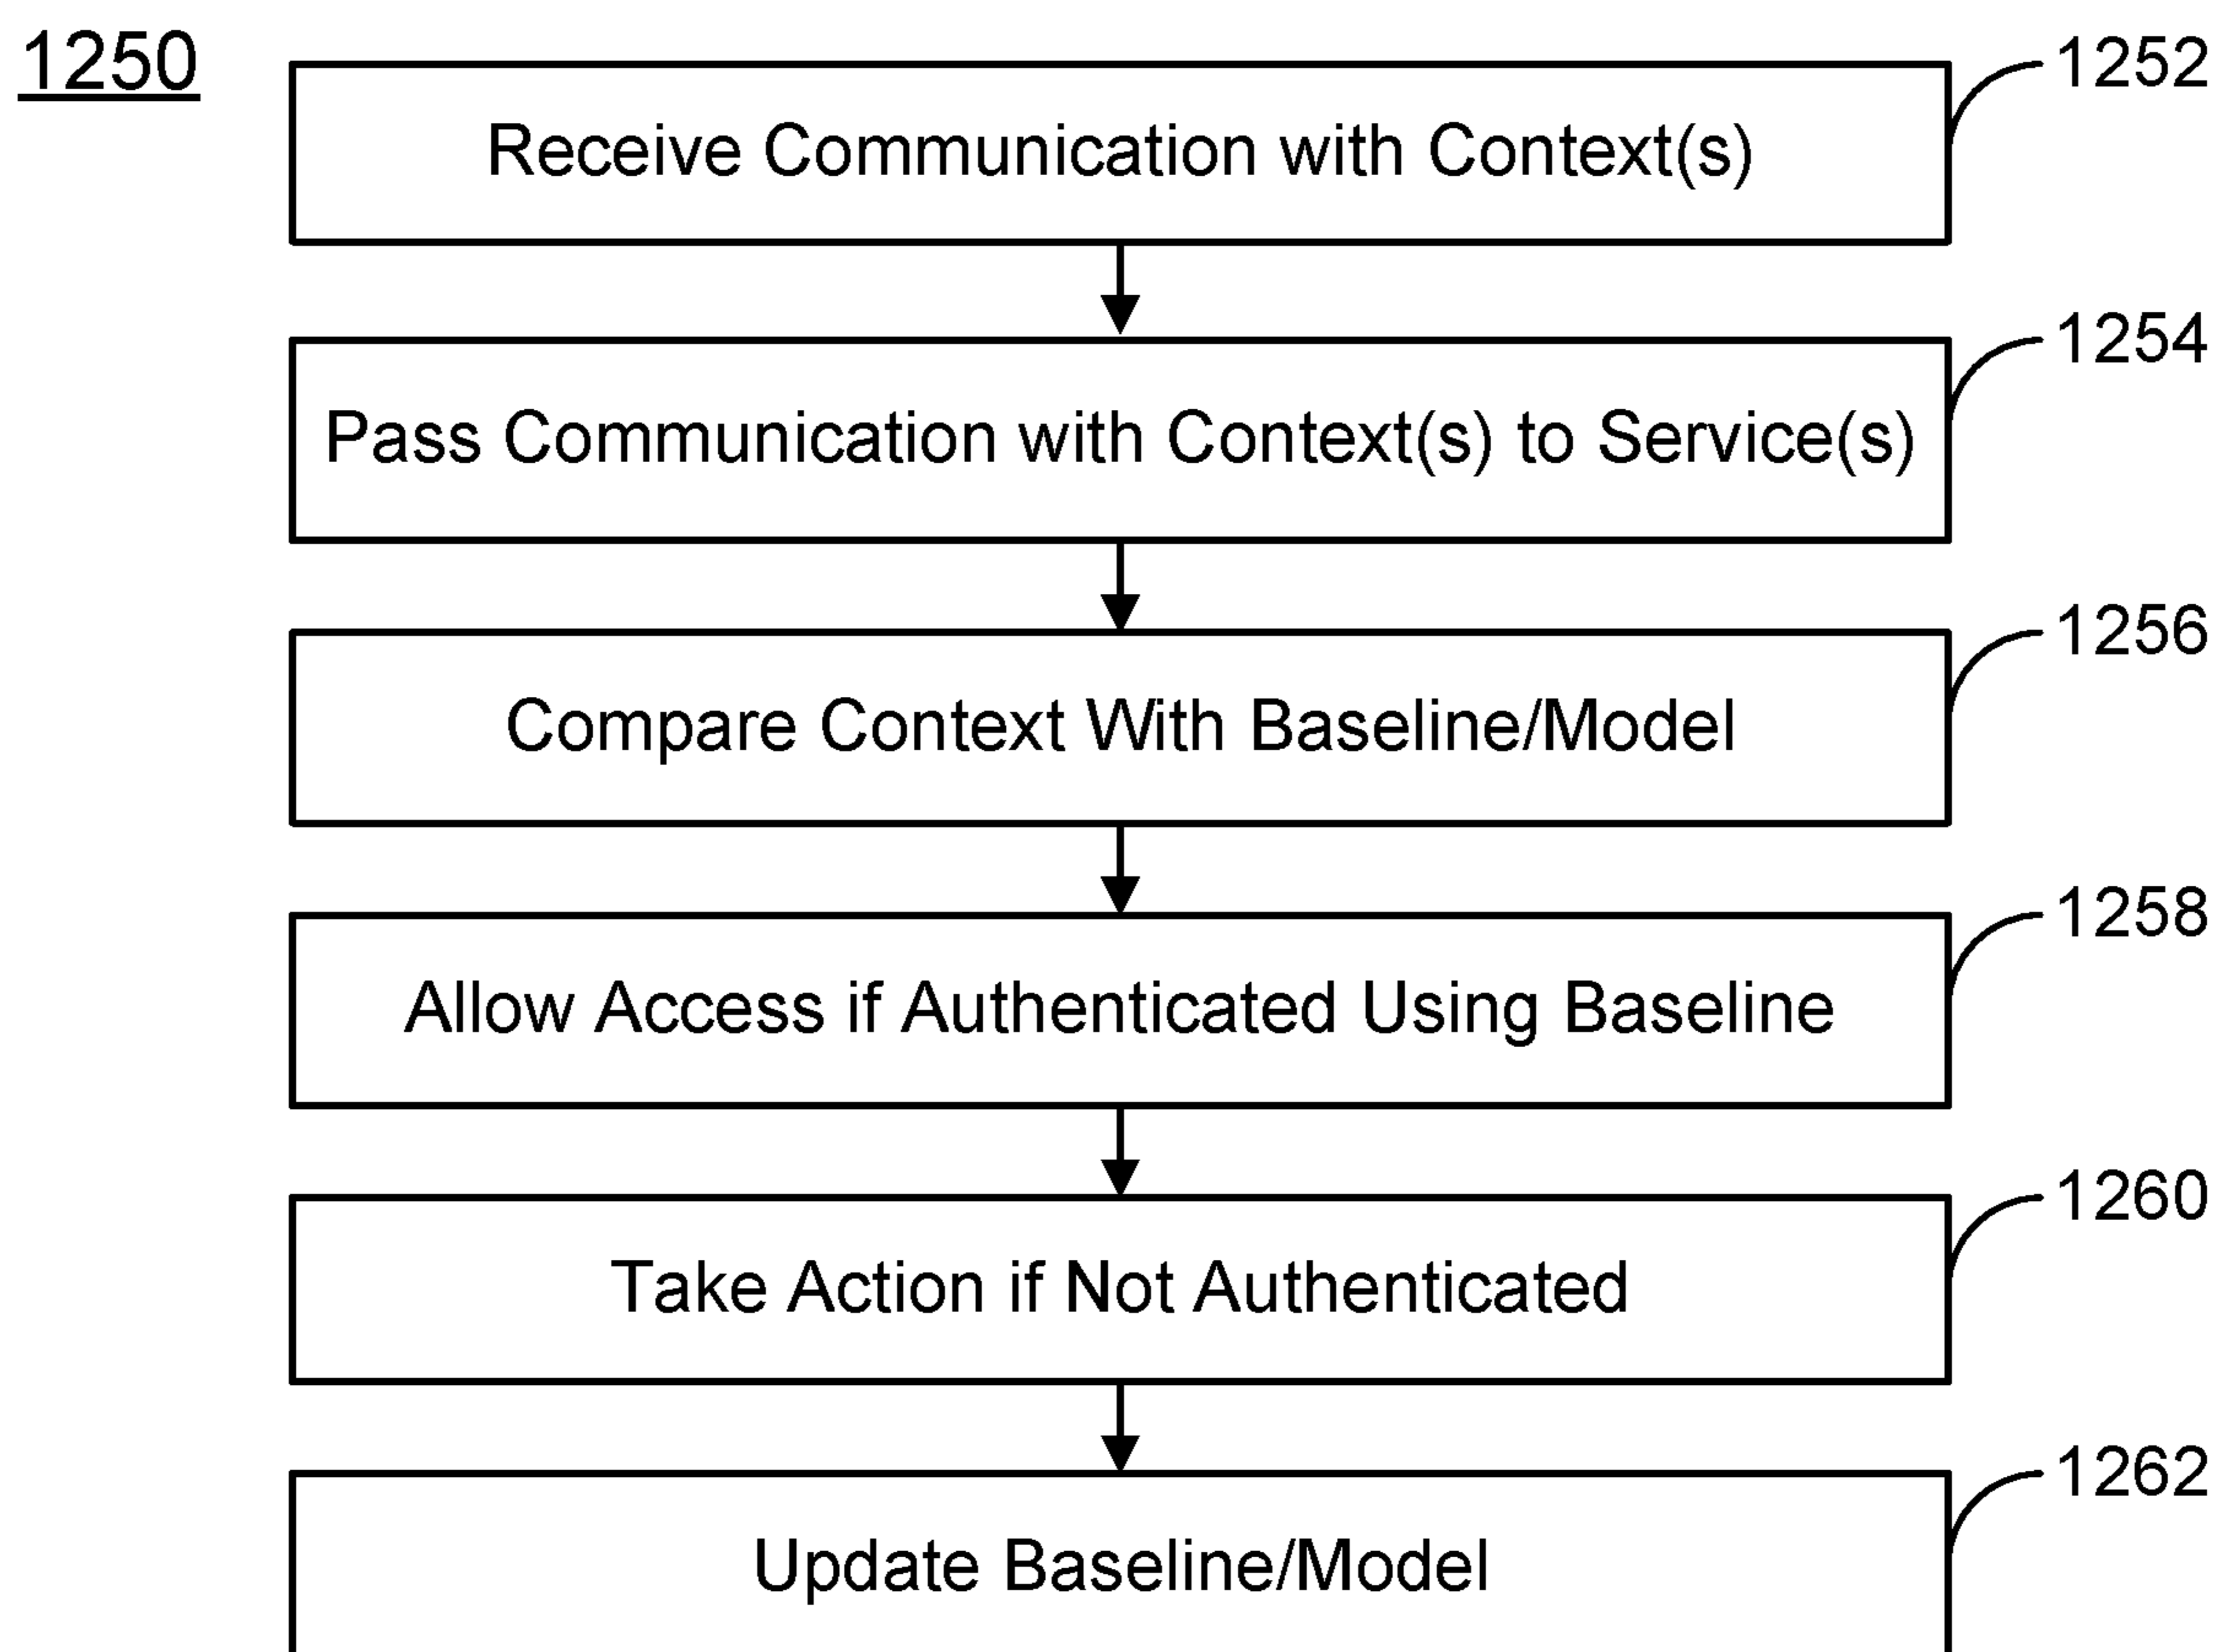 1250
1252
Receive Communication with Context(s)
1254
Pass Communication with Context(s) to Service(s)
1256
Compare Context With Baseline/Model
1258
Allow Access if Authenticated Using Baseline
1260
Take Action if Not Authenticated
1262
Update Baseline/Model